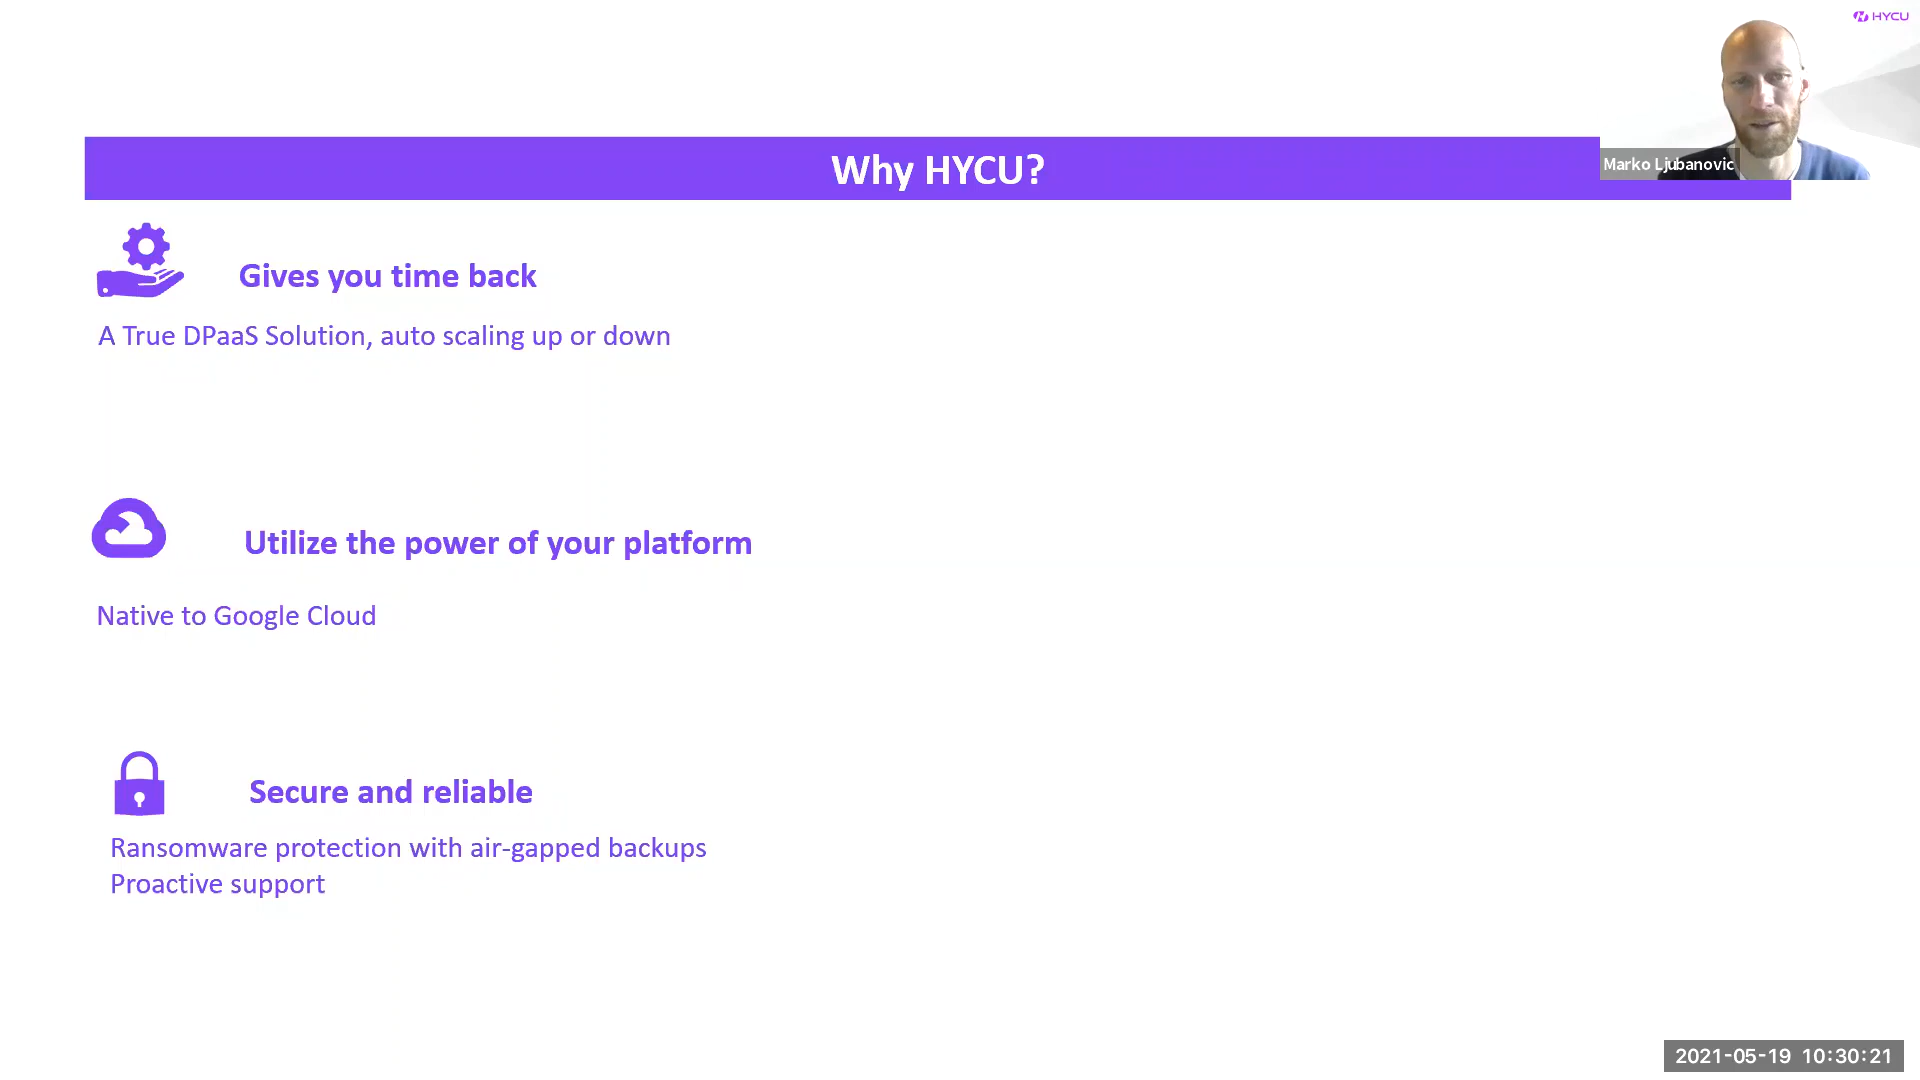 HYCU
Why HYCU?
Marko Ljubanovic
Gives you time back
A True DPaaS Solution, auto scaling up or down
Utilize the power of your platform
Native to Google Cloud
Secure and reliable
Ransomware protection with air-gapped backups
Proactive support
2021-05-19 10:30:21